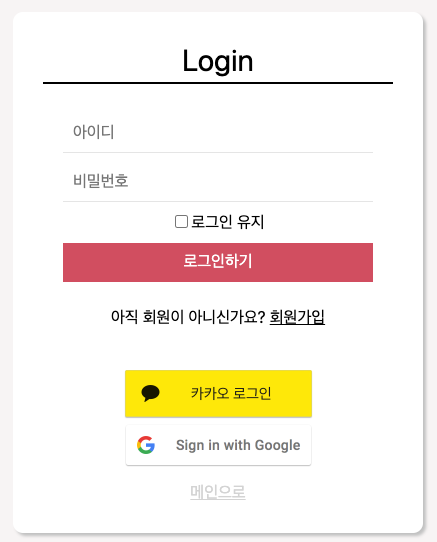 Login
아이디
비밀번호
로그인 유지
로그인하기
아직 회원이 아니신가요? 회원가입
카카오 로그인
Sign in with Google
메인으로